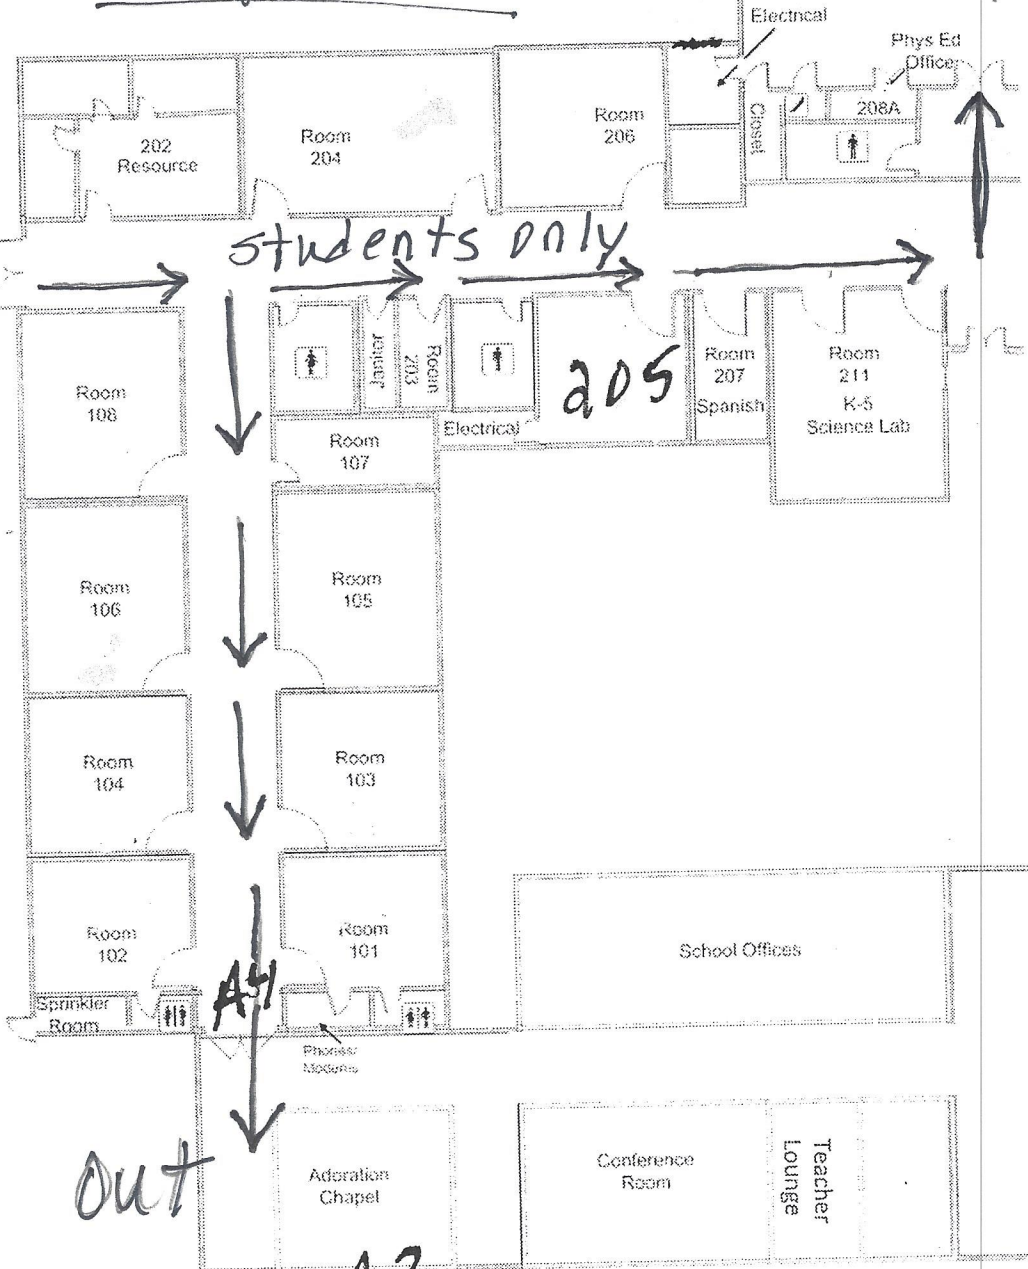 Electrical
Phys Ed
Office
208A
Closet
Room
204
Room
206
202
Resource
students only
Room
108
Janitor
Room
203
205
Room
207
Spanish
Room
211
K-5
Science Lab
Electrical
Room
107
Room
106
Room
105
Room
104
Room
103
Room
102
Room
101
School Offices
Sprinkler
Room
Phones/
Modems
out
Adoration
Chapel
Conference
Room
Teacher
Lounge